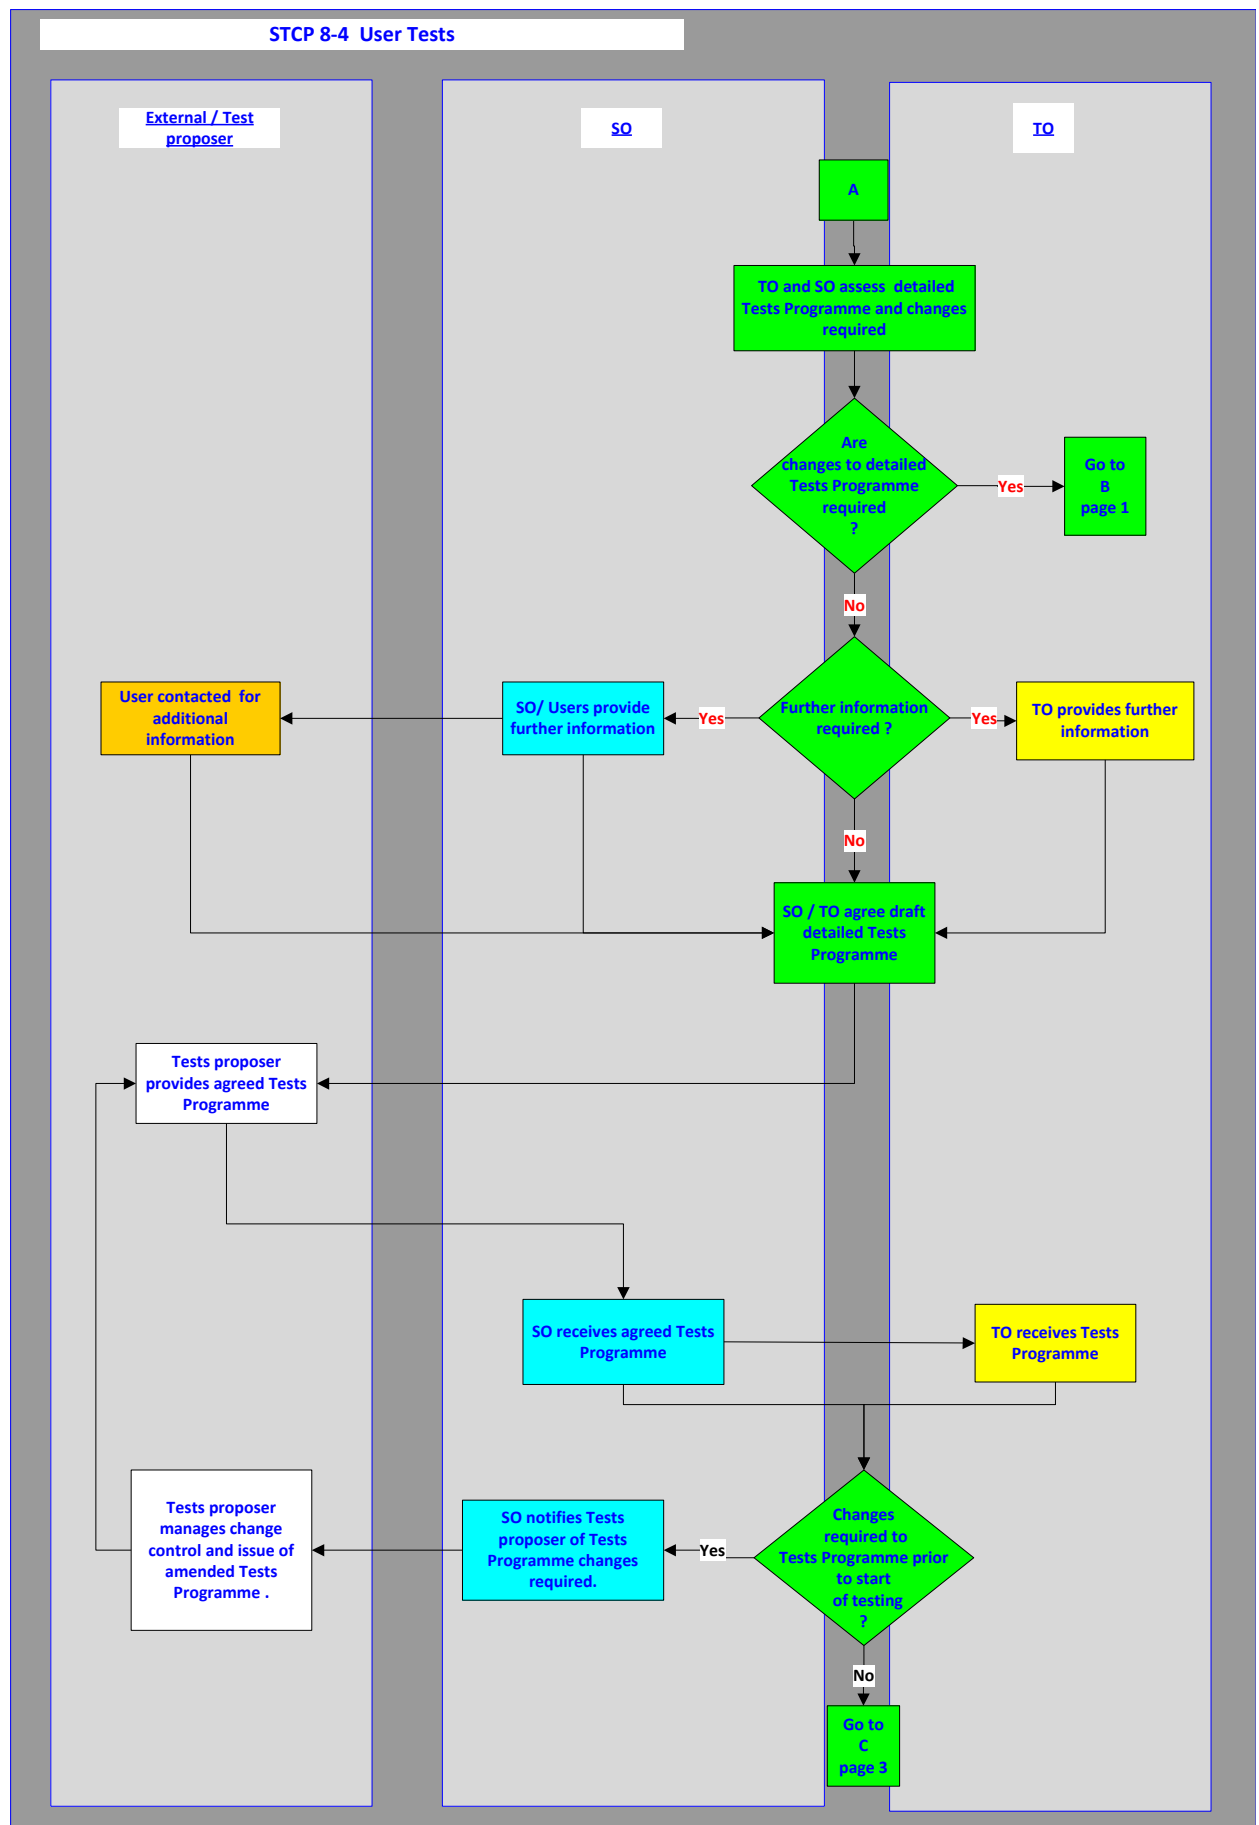 STCP 8-4  User Tests
External / Test
proposer
SO
TO
A
TO and SO assess  detailed
Tests Programme and changes
required
Are
changes to detailed
Tests Programme
required
?
Yes
Go to
B
page 1
No
User contacted  for
additional
information
SO/ Users provide
further information
Yes
Further information
required ?
Yes
TO provides further
information
No
SO / TO agree draft
detailed Tests
Programme
Tests proposer
provides agreed Tests
Programme
SO receives agreed Tests
Programme
TO receives Tests
Programme
Tests proposer
manages change
control and issue of
amended Tests
Programme .
SO notifies Tests
proposer of Tests
Programme changes
required.
Yes
Changes
required to
Tests Programme prior
to start
of testing
?
No
Go to
C
page 3